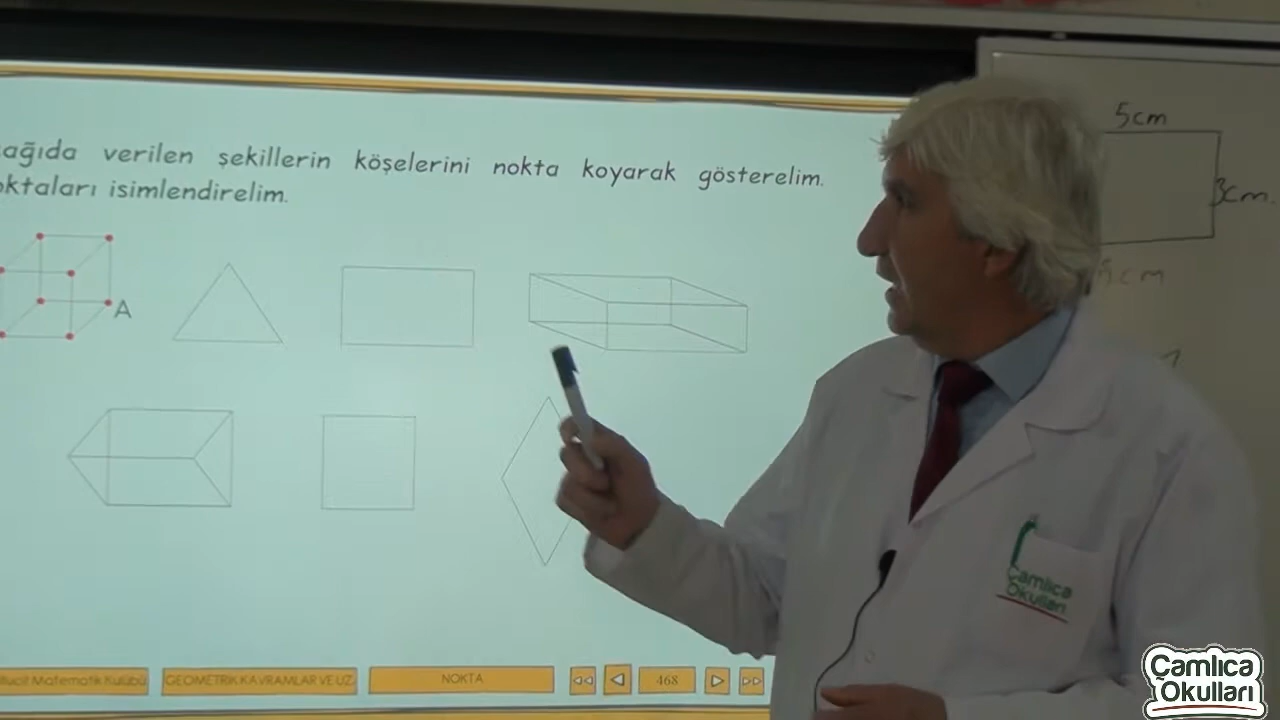 ağıda verilen şekillerin köşelerini nokta koyarak gösterelim.
oktaları isimlendirelim.
A
5cm
3cm.
cm
Çamlıca
Okulları
Matematik Kulübü
GEOMETRİK KAVRAMLAR VE UZ
NOKTA
468
Çamlıca
Okulları